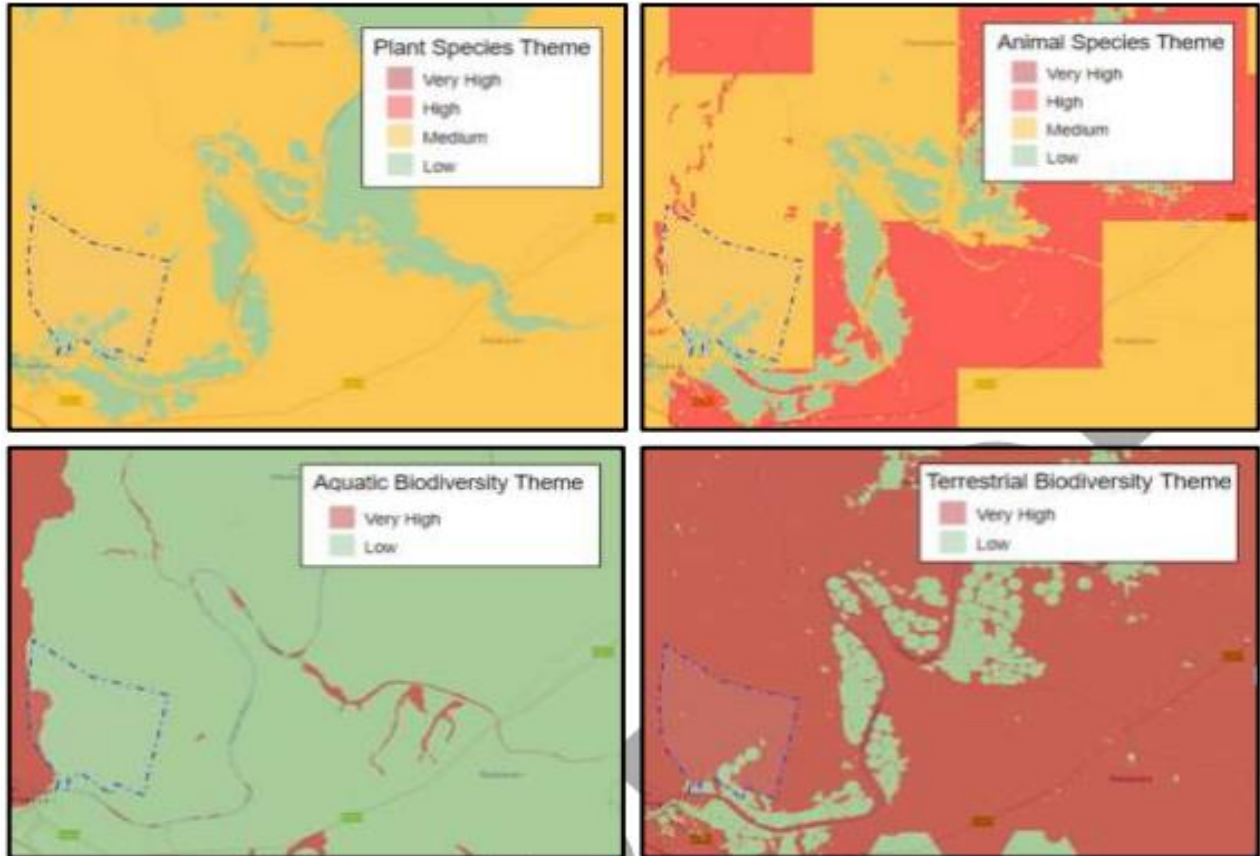 Plant Species Theme
Very High
High
Medium
Low
Animal Species Theme
Very High
High
Medium
Low
Aquatic Biodiversity Theme
Very High
Low
Terrestrial Biodiversity Theme
Very High
Low